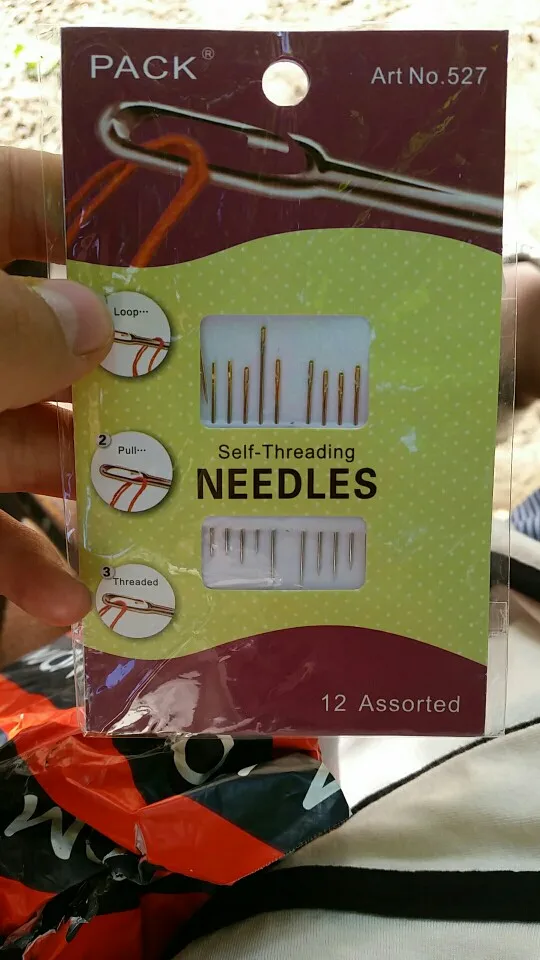 PACK®
Art No.527
Loop...
2
Pull...
Self-Threading
NEEDLES
3
Threaded
12 Assorted